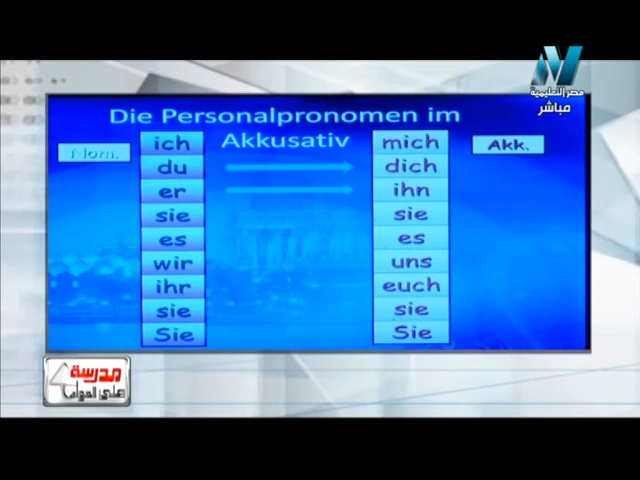 مصر التعليمية
مباشر
Die Personalpronomen im
Akkusativ
Nom.
Akk.
ich mich
du dich
er ihn
sie sie
es es
wir uns
ihr euch
sie sie
Sie Sie
مدرسة
على الهواء